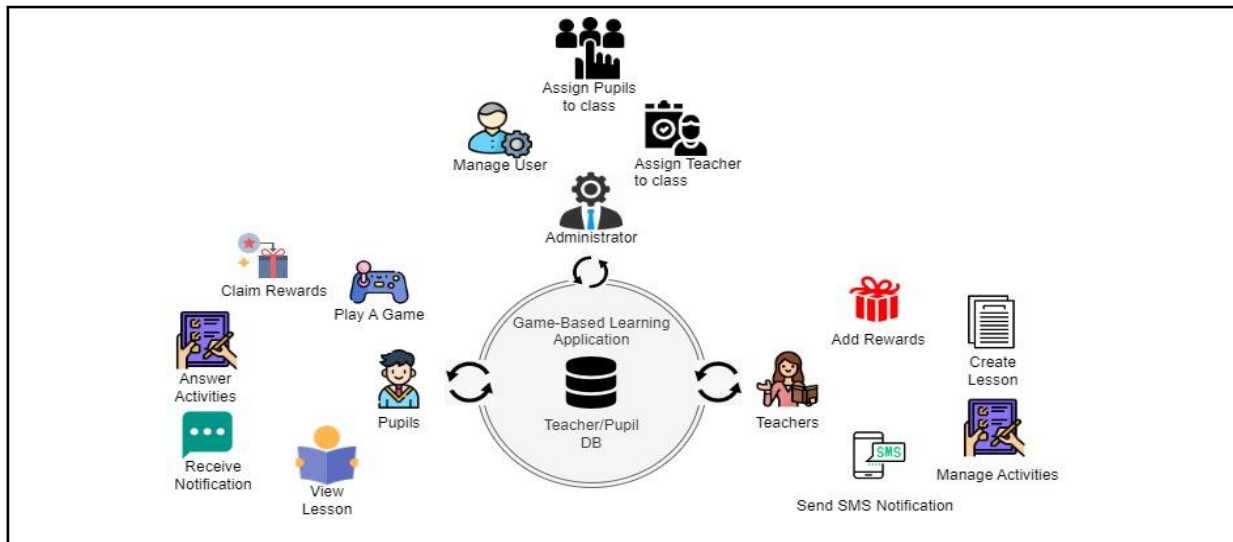 Assign Pupils
to class
Manage User
Assign Teacher
to class
Administrator
Claim Rewards
Play A Game
Answer
Activities
Pupils
Receive
Notification
View
Lesson
Game-Based Learning
Application
Teacher/Pupil
DB
Add Rewards
Create
Lesson
Teachers
Manage Activities
SMS
Send SMS Notification